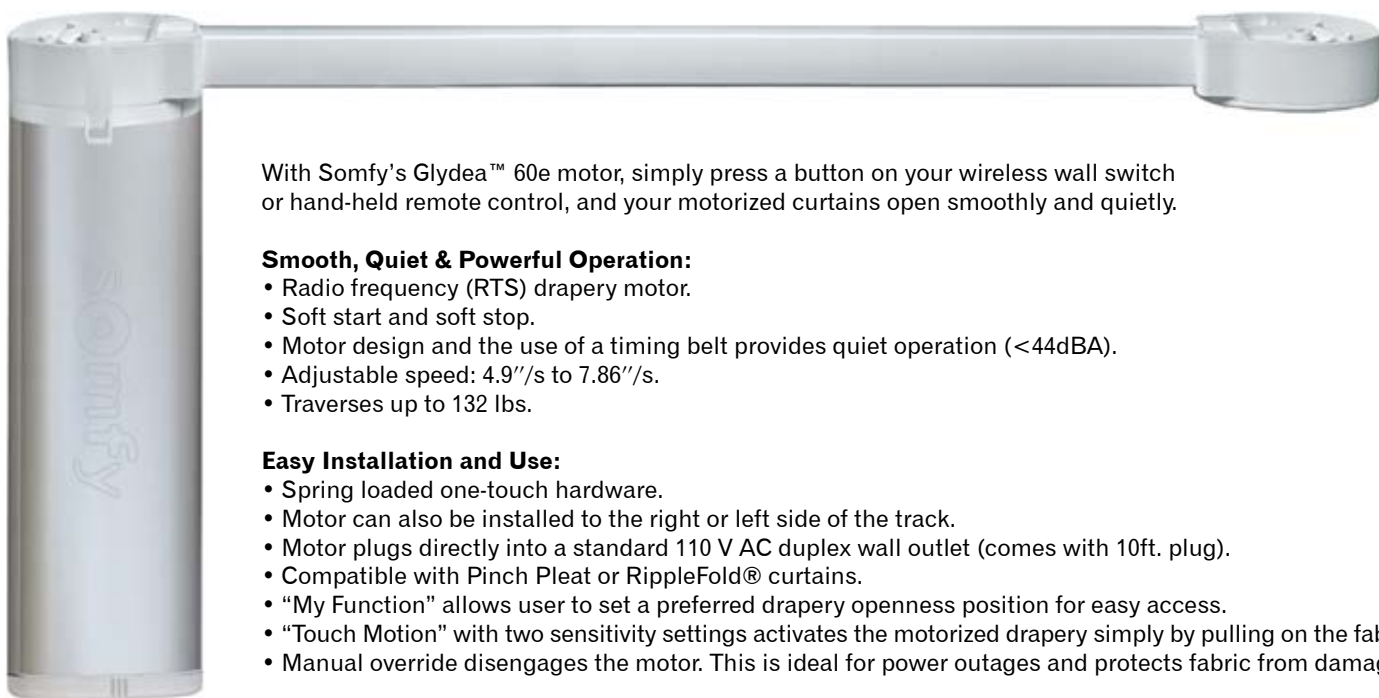 somfy
With Somfy’s Glydea™ 60e motor, simply press a button on your wireless wall switch
or hand-held remote control, and your motorized curtains open smoothly and quietly.
Smooth, Quiet & Powerful Operation:
• Radio frequency (RTS) drapery motor.
• Soft start and soft stop.
• Motor design and the use of a timing belt provides quiet operation (<44dBA).
• Adjustable speed: 4.9″/s to 7.86″/s.
• Traverses up to 132 lbs.
Easy Installation and Use:
• Spring loaded one-touch hardware.
• Motor can also be installed to the right or left side of the track.
• Motor plugs directly into a standard 110 V AC duplex wall outlet (comes with 10ft. plug).
• Compatible with Pinch Pleat or RippleFold® curtains.
• “My Function” allows user to set a preferred drapery openness position for easy access.
• “Touch Motion” with two sensitivity settings activates the motorized drapery simply by pulling on the
• Manual override disengages the motor. This is ideal for power outages and protects fabric from